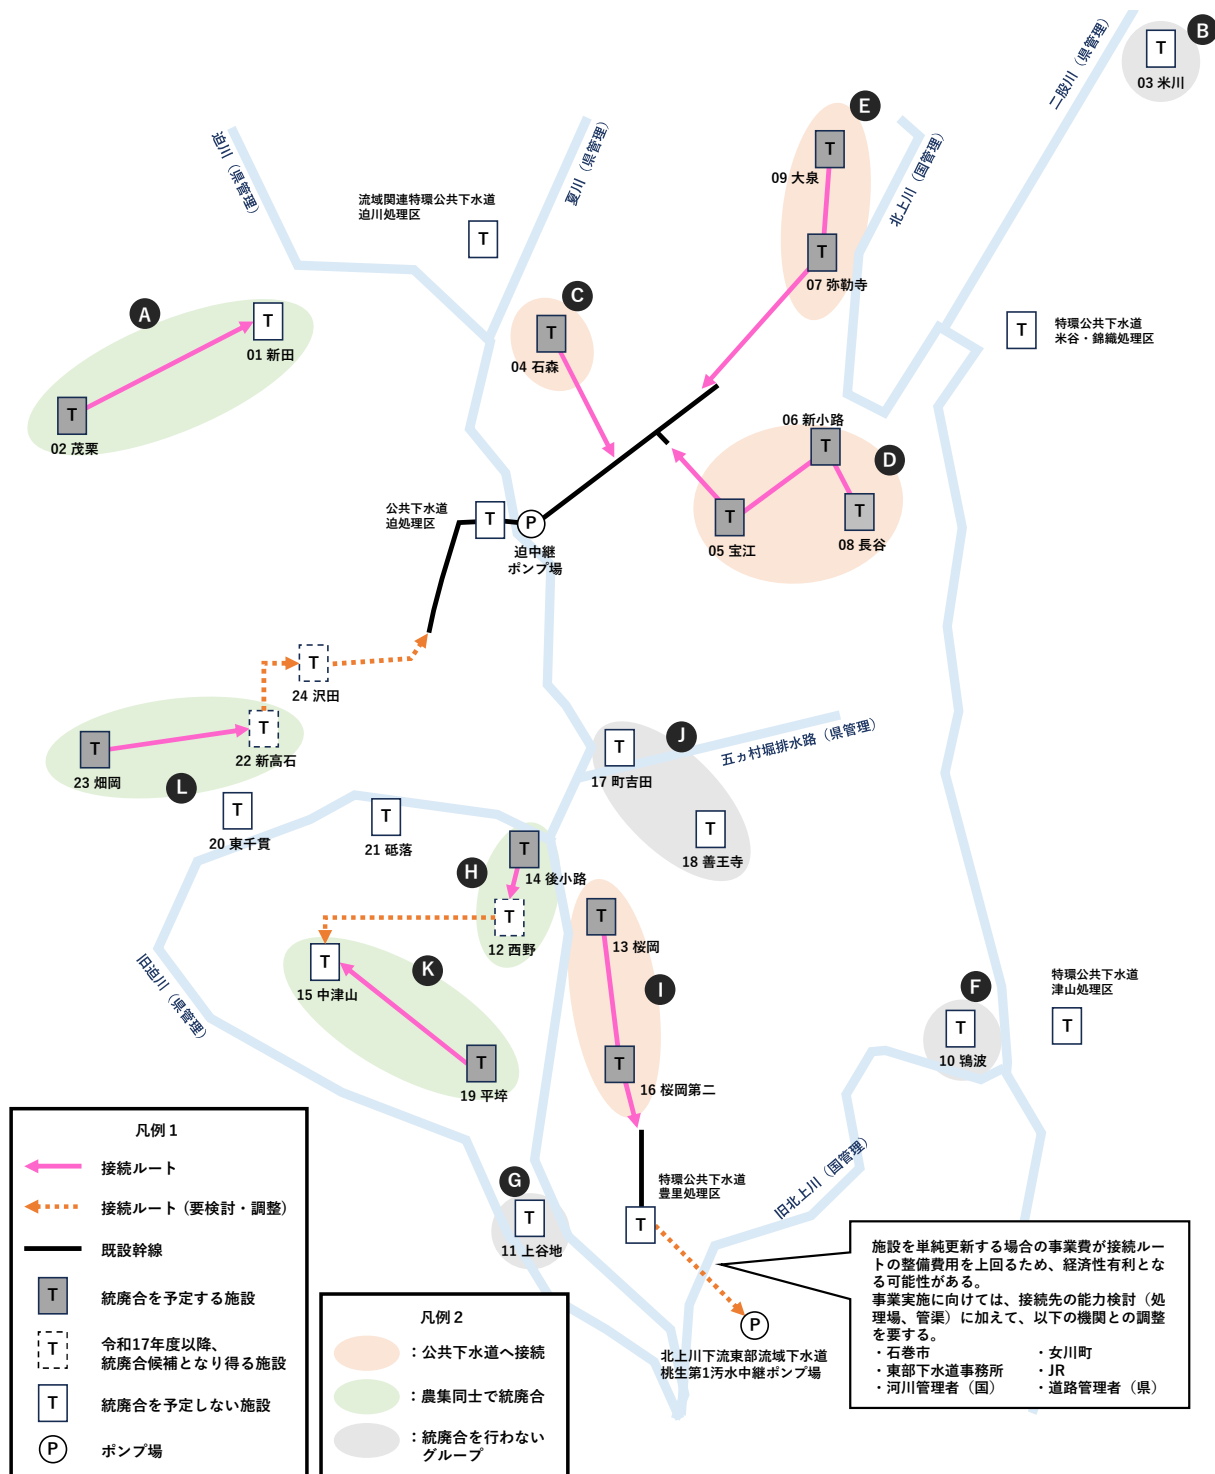 B
T
03 米川
二股川（県管理）
E
T
09 大泉
T
07 弥勒寺
北上川（国管理）
迫川（県管理）
夏川（県管理）
流域関連特環公共下水道
迫川処理区
T
A
T
01 新田
T
02 茂栗
C
T
04 石森
T
特環公共下水道
米谷・錦織処理区
06 新小路
T
D
T
05 宝江
T
08 長谷
公共下水道
迫処理区
T
P
迫中継
ポンプ場
T
24 沢田
T
22 新高石
T
23 畑岡
L
T
20 東千貫
T
21 砥落
J
T
17 町吉田
五ヵ村堀排水路（県管理）
T
18 善王寺
H
T
14 後小路
T
12 西野
T
13 桜岡
I
T
16 桜岡第二
K
T
15 中津山
T
19 平埣
旧迫川（県管理）
F
T
10 鴇波
特環公共下水道
津山処理区
T
G
T
11 上谷地
特環公共下水道
豊里処理区
T
旧北上川（国管理）
P
北上川下流東部流域下水道
桃生第1汚水中継ポンプ場
施設を単純更新する場合の事業費が接続ルー
トの整備費用を上回るため、経済性有利とな
る可能性がある。
事業実施に向けては、接続先の能力検討（処
理場、管渠）に加えて、以下の機関との調整
を要する。
・石巻市 ・女川町
・東部下水道事務所 ・JR
・河川管理者（国） ・道路管理者（県）
凡例１
接続ルート
接続ルート（要検討・調整）
既設幹線
T
統廃合を予定する施設
T
令和17年度以降、
統廃合候補となり得る施設
T
統廃合を予定しない施設
P
ポンプ場
凡例２
：公共下水道へ接続
：農集同士で統廃合
：統廃合を行わない
グループ